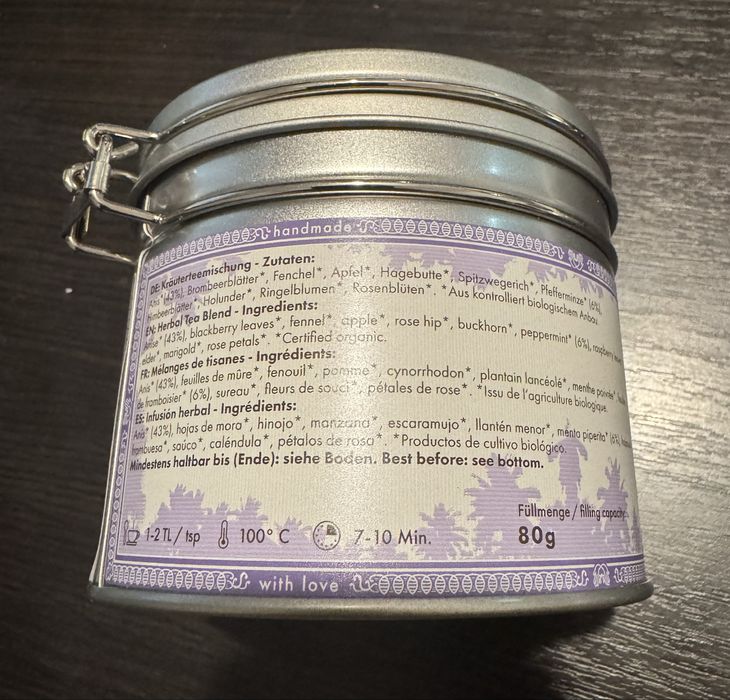 handmade
DE: Kräuterteemischung - Zutaten:
Anis* (43%), Brombeerblätter*, Fenchel*, Apfel*, Hagebutte*, Spitzwegerich*, Pfefferminze* (6%),
Himbeerblätter*, Holunder*, Ringelblumen*, Rosenblüten*. *Aus kontrolliert biologischem Anbau.
EN: Herbal Tea Blend - Ingredients:
Anise* (43%), blackberry leaves*, fennel*, apple*, rose hip*, buckhorn*, peppermint* (6%), raspberry
elder*, mangold*, rose petals*. *Certified organic.
FR: Mélanges de tisanes - Ingrédients:
Anis* (43%), feuilles de mûre*, fenouil*, pomme*, cynorrhodon*, plantain lancéolé*, menthe poivrée*
de framboisier* (6%), sureau*, fleurs de souci*, pétales de rose*. *Issu de l'agriculture biologique.
ES: Infusión herbal - Ingrédients:
Anis* (43%), hojas de mora*, hinojo*, manzana*, escaramujo*, llantén menor*, menta piperita* (6%)
frambuesa*, saúco*, caléndula*, pétalos de rosa*. *Productos de cultivo biológico.
Mindestens haltbar bis (Ende): siehe Boden. Best before: see bottom.
Füllmenge / filling capacity:
1-2 TL / tsp 100° C 7-10 Min. 80g
with love